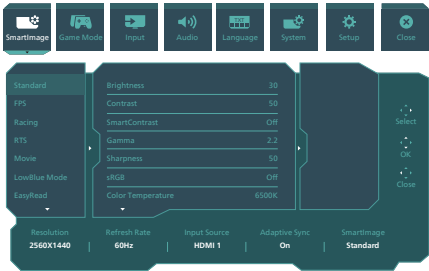 SmartImage Game Mode Input Audio Language System Setup Close
TXT
Standard Brightness 30
FPS Contrast 50
Racing SmartContrast Off Select
RTS Gamma 2.2
Movie Sharpness 50 OK
LowBlue Mode sRGB Off
EasyRead Color Temperature 6500K Close
Resolution Refresh Rate Input Source Adaptive Sync SmartImage
2560X1440 60Hz HDMI 1 On Standard